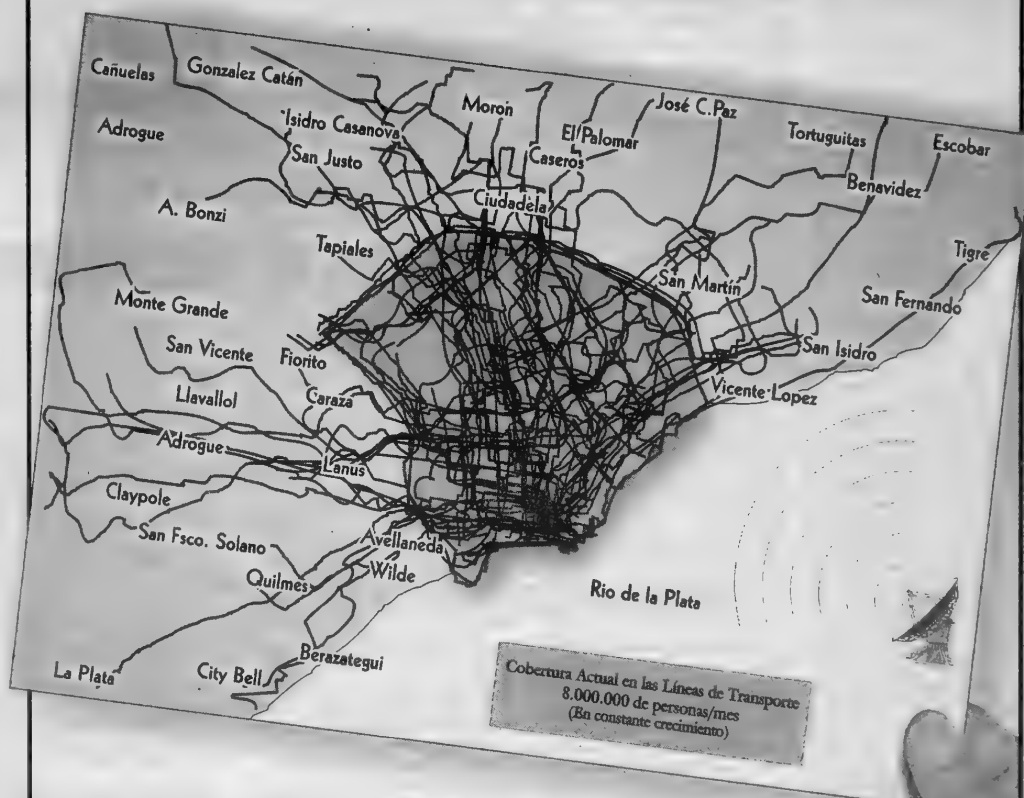 Cañuelas
Gonzalez Catán
Adrogue
Isidro Casanova
San Justo
Morón
El Palomar
Caseros
José C.Paz
Tortuguitas
Escobar
Benavidez
A. Bonzi
Ciudadela
Tapiales
San Martín
Tigre
San Fernando
Monte Grande
San Vicente
Fiorito
San Isidro
Llavallol
Caraza
Vicente Lopez
Adrogue
Lanus
Claypole
San Fsco. Solano
Avellaneda
Quilmes
Wilde
Rio de la Plata
Berazategui
La Plata
City Bell
Cobertura Actual en las Líneas de Transporte
8.000.000 de personas/mes
(En constante crecimiento)